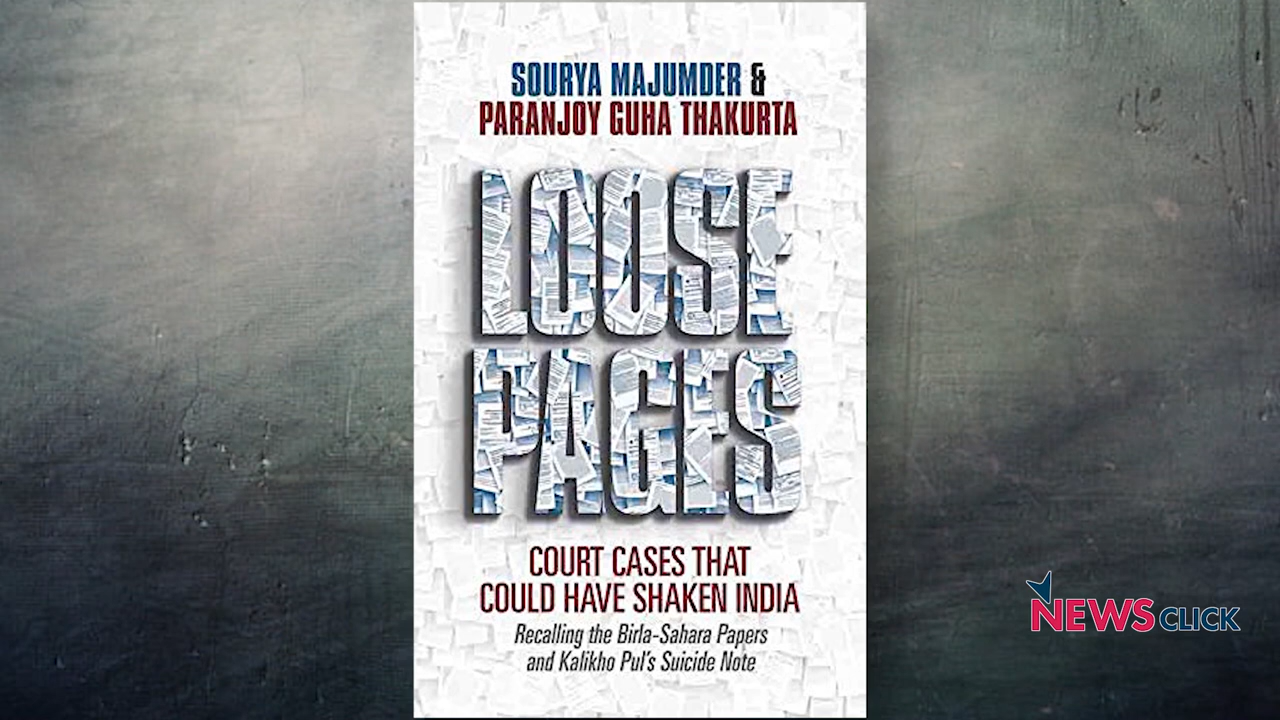 SOURYA MAJUMDER &
PARANJOY GUHA THAKURTA
LOOSE
PAGES
COURT CASES THAT
COULD HAVE SHAKEN INDIA
Recalling the Birla-Sahara Papers
and Kalikho Pul's Suicide Note
NEWSCLICK